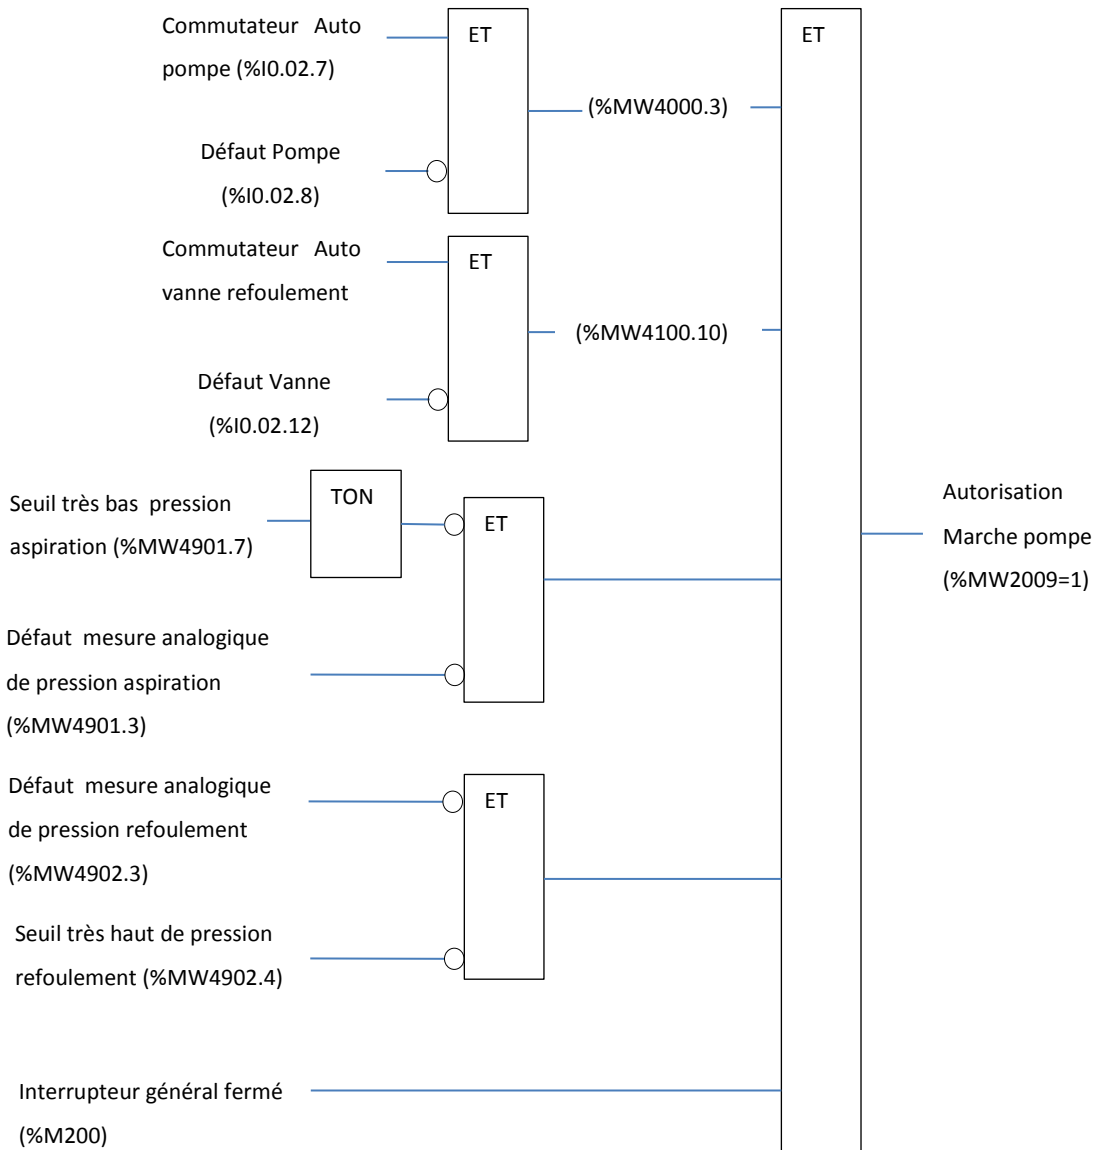 Commutateur Auto
pompe (%I0.02.7)
ET
ET
(%MW4000.3)
Défaut Pompe
(%I0.02.8)
Commutateur Auto
vanne refoulement
ET
(%MW4100.10)
Défaut Vanne
(%I0.02.12)
Seuil très bas pression
aspiration (%MW4901.7)
TON
ET
Autorisation
Marche pompe
(%MW2009=1)
Défaut mesure analogique
de pression aspiration
(%MW4901.3)
Défaut mesure analogique
de pression refoulement
(%MW4902.3)
ET
Seuil très haut de pression
refoulement (%MW4902.4)
Interrupteur général fermé
(%M200)